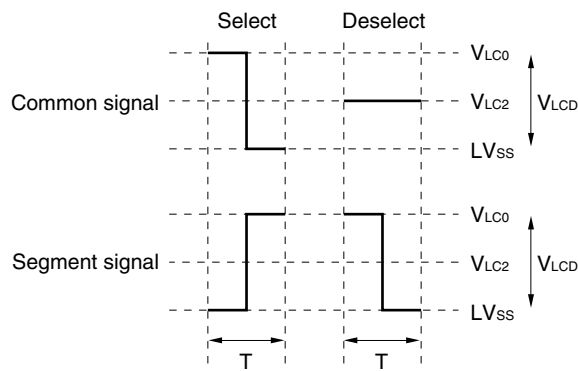 Select Deselect
VLC0
Common signal VLC2 VLCD
LVSS
VLC0
Segment signal VLC2 VLCD
LVSS
T T